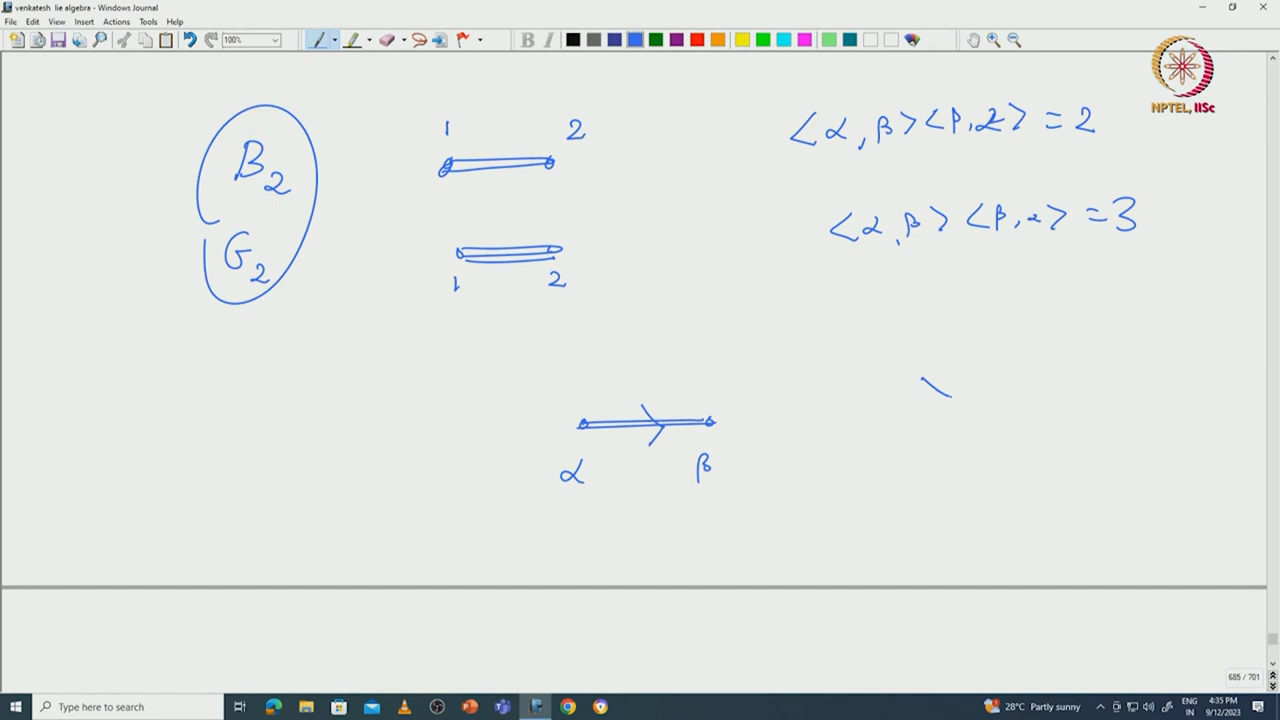 venkatesh lie algebra - Windows Journal
File Edit View Insert Actions Tools Help
100%
B I
NPTEL, IISc
B₂ 1 2 <α, β> <β, α> = 2
G₂ 1 2 <α, β> <β, α> = 3
α β
685 / 701
Type here to search
28°C Partly sunny
ENG
IN
4:35 PM
9/12/2023